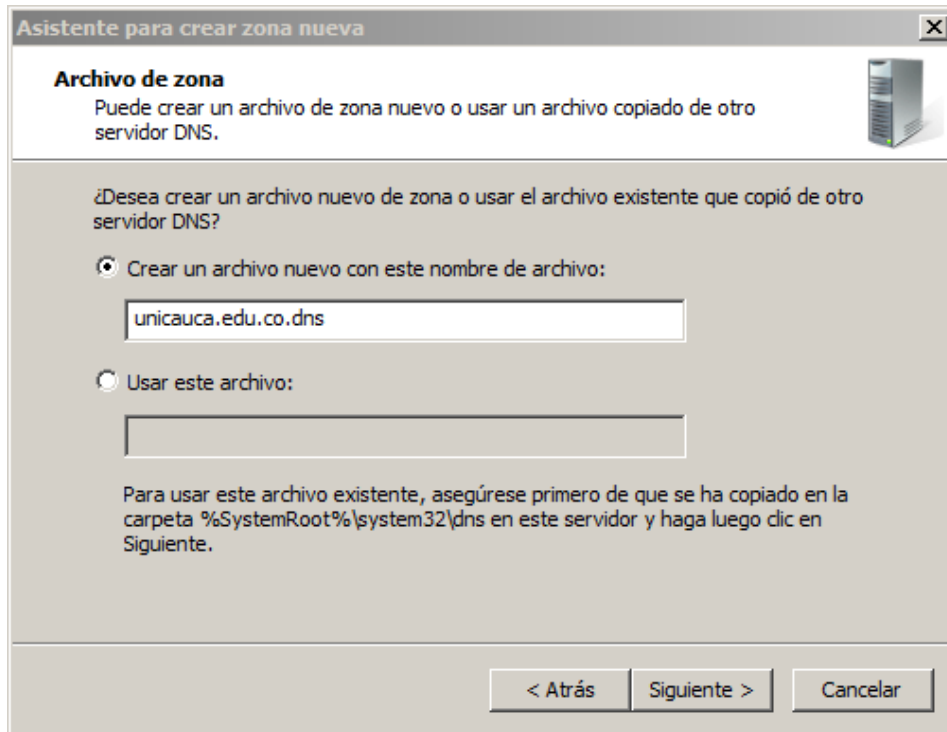 Asistente para crear zona nueva
Archivo de zona
Puede crear un archivo de zona nuevo o usar un archivo copiado de otro
servidor DNS.
¿Desea crear un archivo nuevo de zona o usar el archivo existente que copió de otro
servidor DNS?
Crear un archivo nuevo con este nombre de archivo:
unicauca.edu.co.dns
Usar este archivo:
Para usar este archivo existente, asegúrese primero de que se ha copiado en la
carpeta %SystemRoot%\system32\dns en este servidor y haga luego clic en
Siguiente.
< Atrás Siguiente > Cancelar